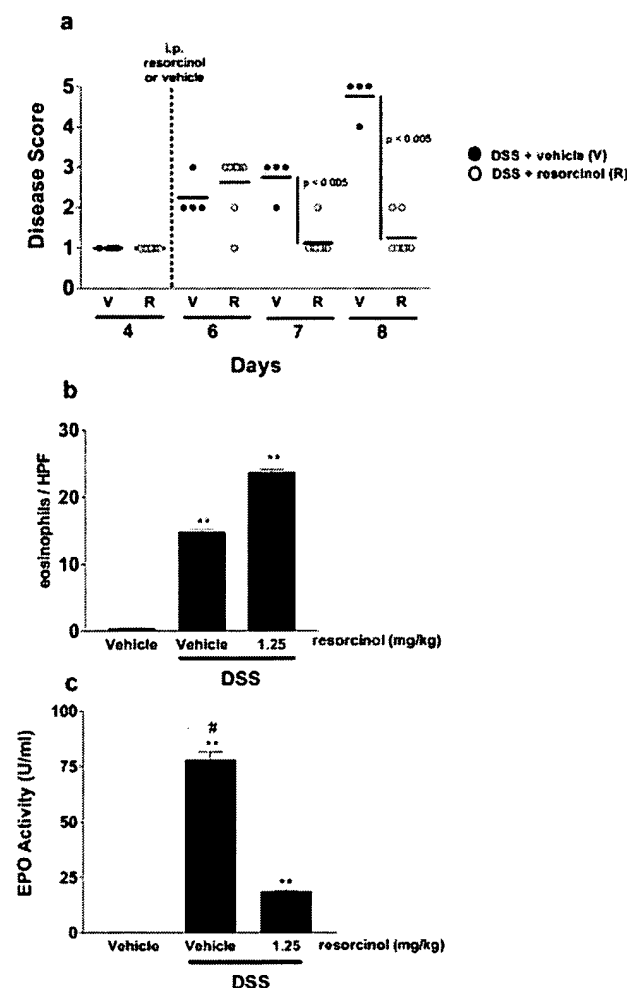 a
i.p.
resorcinol
or vehicle
Disease Score
5
4
3
2
1
0
p < 0.005
p < 0.005
DSS + vehicle (V)
DSS + resorcinol (R)
V R V R V R V R
4 6 7 8
Days
b
eosinophils / HPF
30
20
10
0
**
**
Vehicle Vehicle 1.25 resorcinol (mg/kg)
DSS
c
EPO Activity (U/ml)
100
75
50
25
0
#
**
**
Vehicle Vehicle 1.25 resorcinol (mg/kg)
DSS